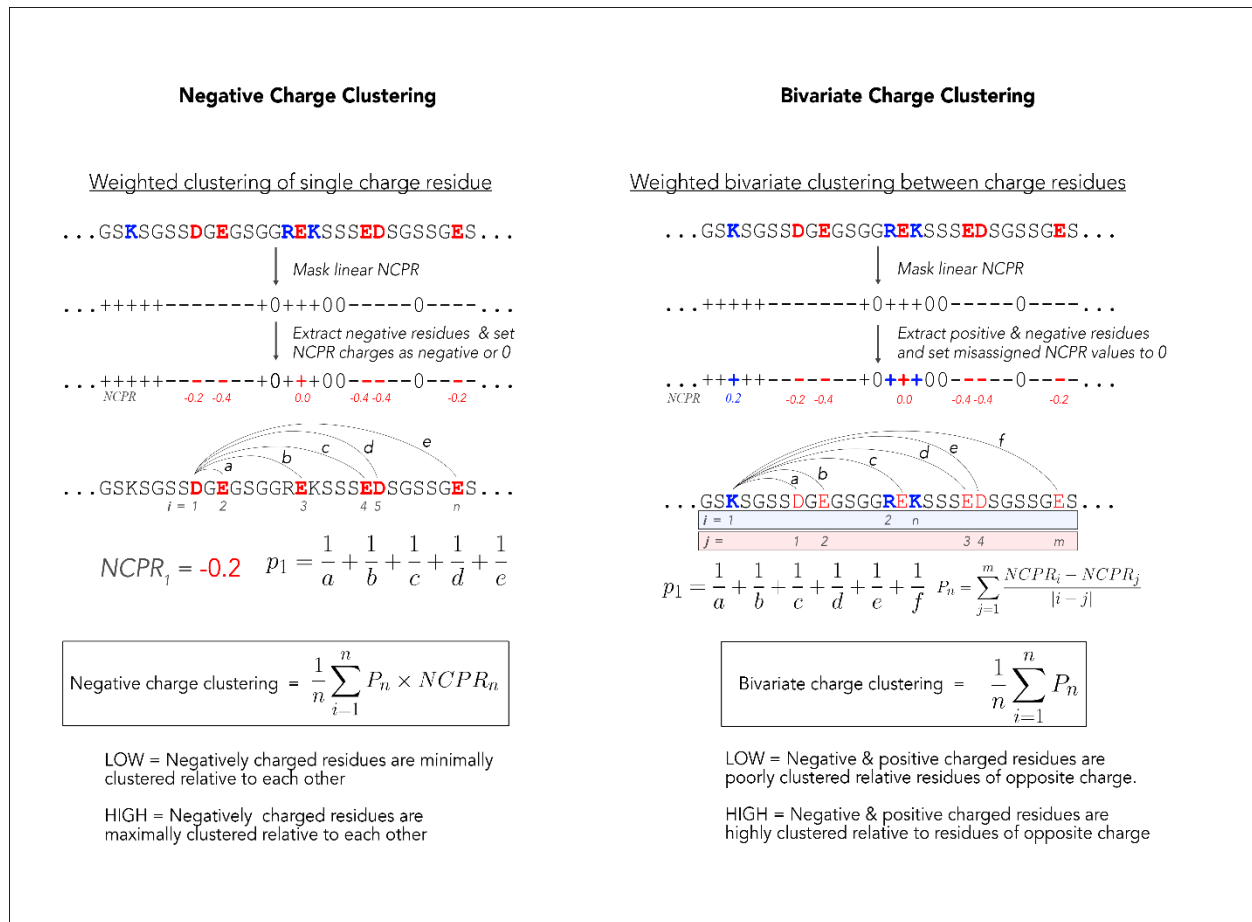 Negative Charge Clustering
Weighted clustering of single charge residue
...GSKSGSSDGEGSGGREKSSSEDSGSSGES...
Mask linear NCPR
...+++++-------+0+++00-----0----...
Extract negative residues & set
NCPR charges as negative or 0
...+++++-------+0+++00-----0----...
NCPR -0.2 -0.4 0.0 -0.4 -0.4 -0.2
a b c d e
...GSKSGSSDGEGSGGREKSSSEDSGSSGES...
i = 1 2 3 4 5 n
NCPR₁ = -0.2 p₁ = 1/a + 1/b + 1/c + 1/d + 1/e
Negative charge clustering = 1/n ∑_{i-1}^{n} P_n × NCPR_n
LOW = Negatively charged residues are minimally
clustered relative to each other
HIGH = Negatively charged residues are
maximally clustered relative to each other
Bivariate Charge Clustering
Weighted bivariate clustering between charge residues
...GSKSGSSDGEGSGGREKSSSEDSGSSGES...
Mask linear NCPR
...+++++-------+0+++00-----0----...
Extract positive & negative residues
and set misassigned NCPR values to 0
...+++++-------+0+++00-----0----...
NCPR 0.2 -0.2 -0.4 0.0 -0.4 -0.4 -0.2
a b c d e f
...GSKSGSSDGEGSGGREKSSSEDSGSSGES...
i = 1 2 n
j = 1 2 3 4 m
p₁ = 1/a + 1/b + 1/c + 1/d + 1/e + 1/f P_n = ∑_{j=1}^{m} (NCPR_i − NCPR_j)/|i − j|
Bivariate charge clustering = 1/n ∑_{i=1}^{n} P_n
LOW = Negative & positive charged residues are
poorly clustered relative residues of opposite charge.
HIGH = Negative & positive charged residues are
highly clustered relative to residues of opposite charge